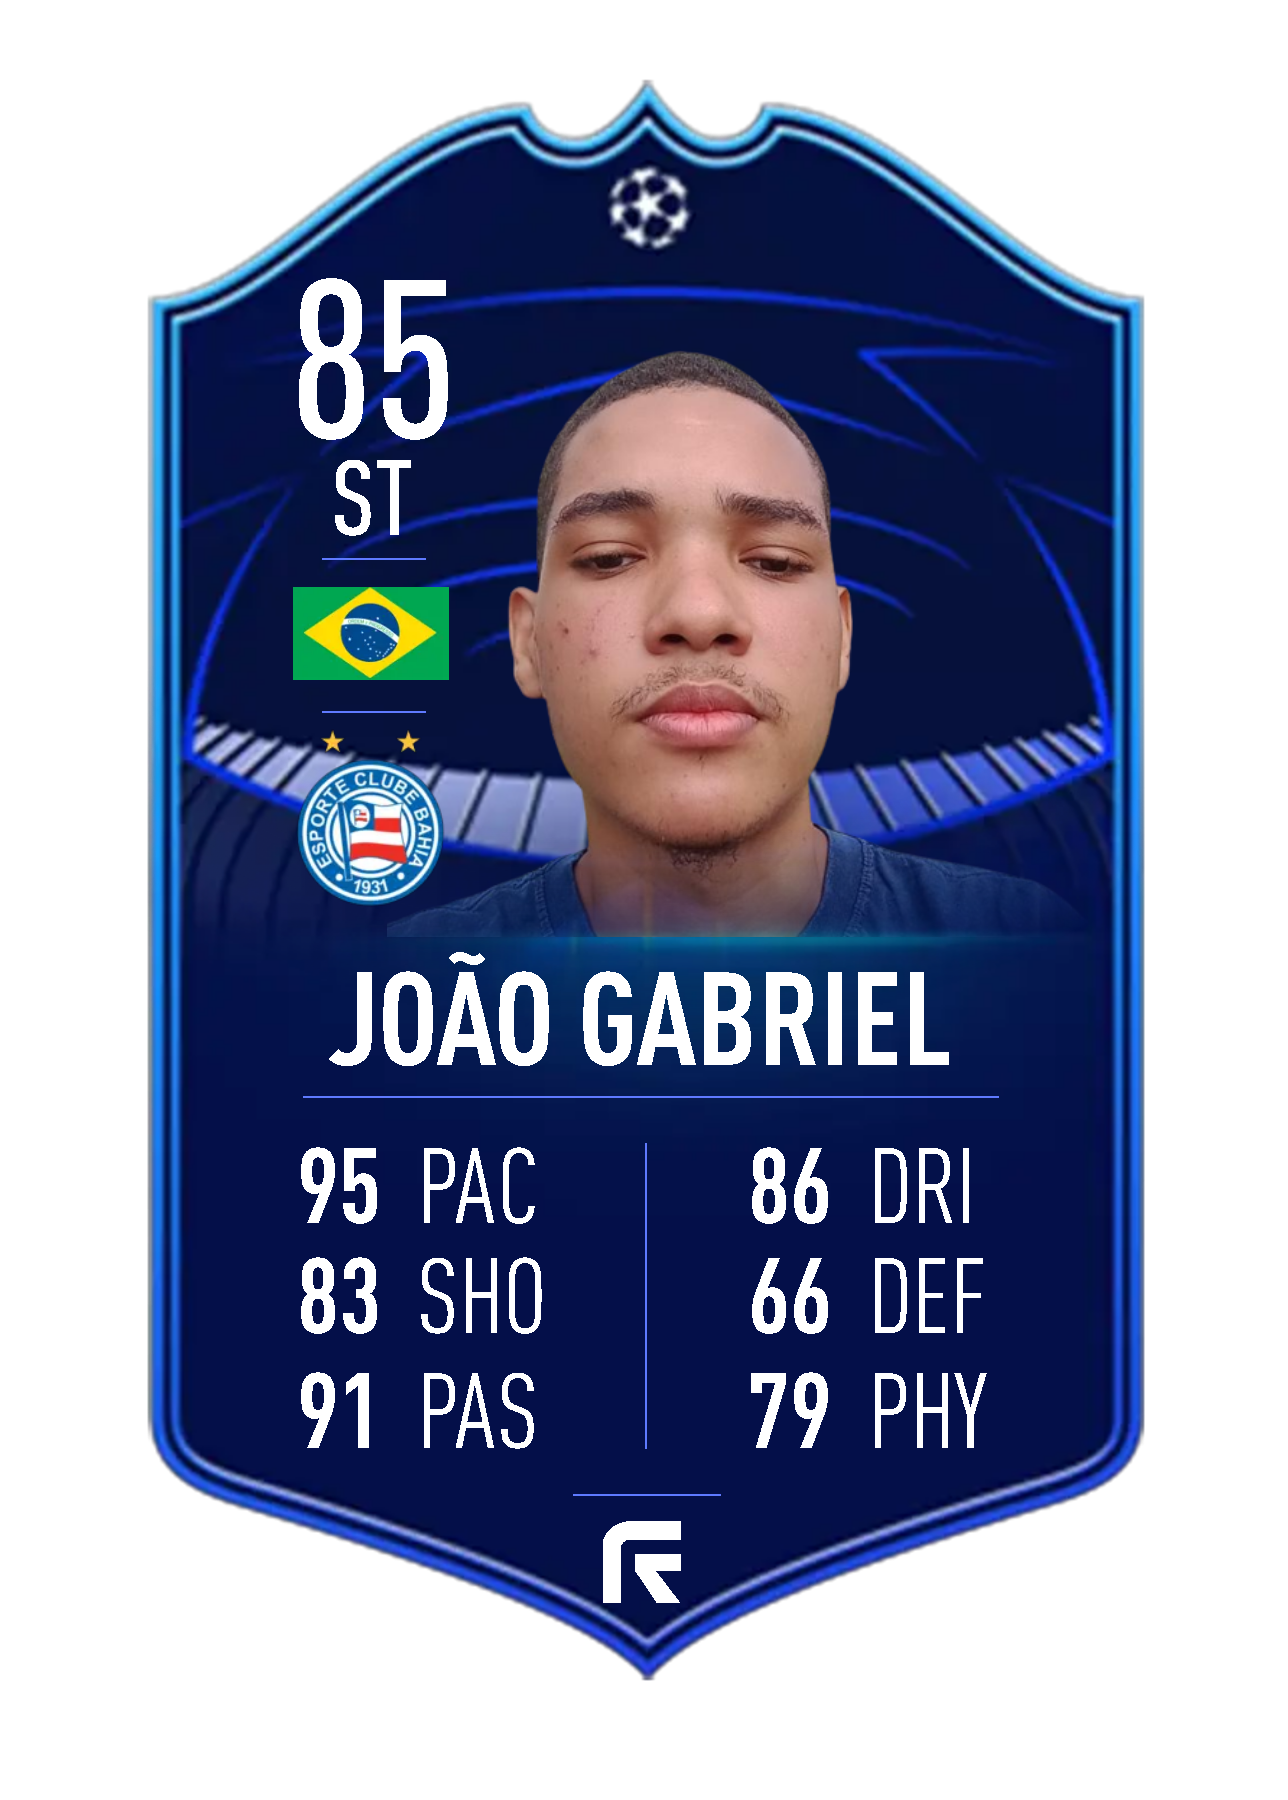 85
ST
ESPORTE CLUBE BAHIA
1931
JOÃO GABRIEL
95 PAC
83 SHO
91 PAS
86 DRI
66 DEF
79 PHY